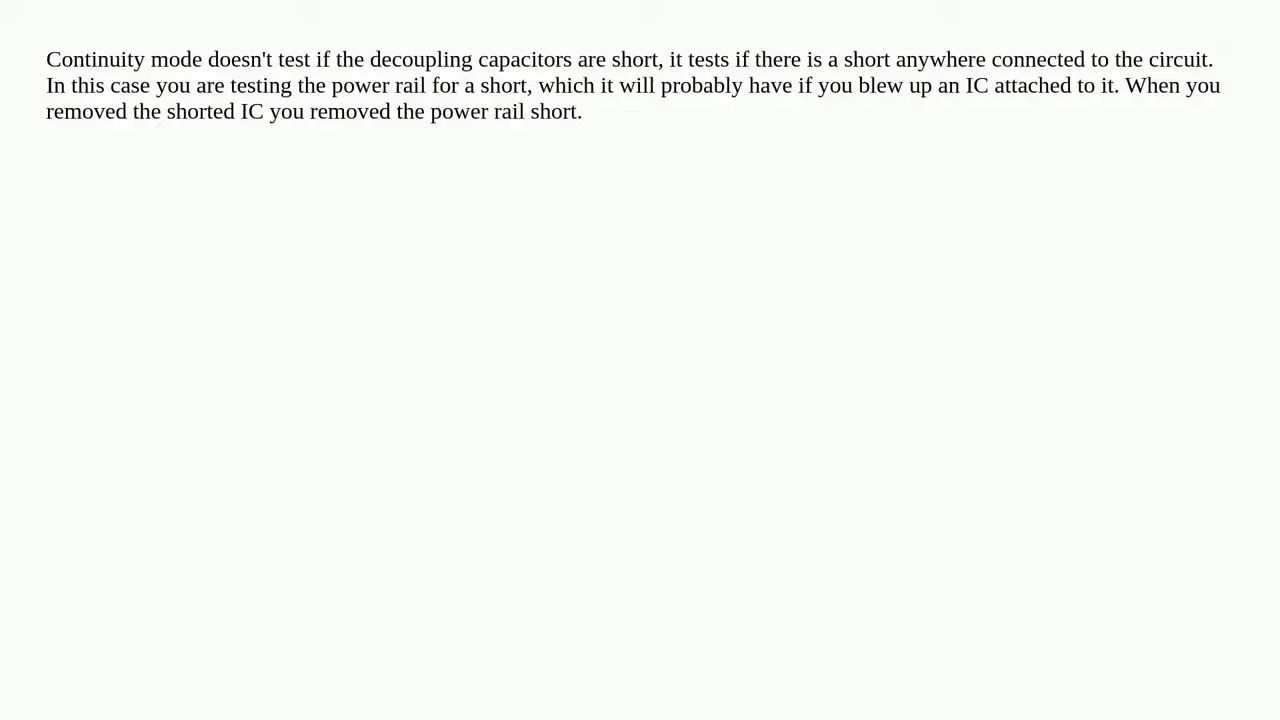 Continuity mode doesn't test if the decoupling capacitors are short, it tests if there is a short anywhere connected to the circuit.
In this case you are testing the power rail for a short, which it will probably have if you blew up an IC attached to it. When you
removed the shorted IC you removed the power rail short.